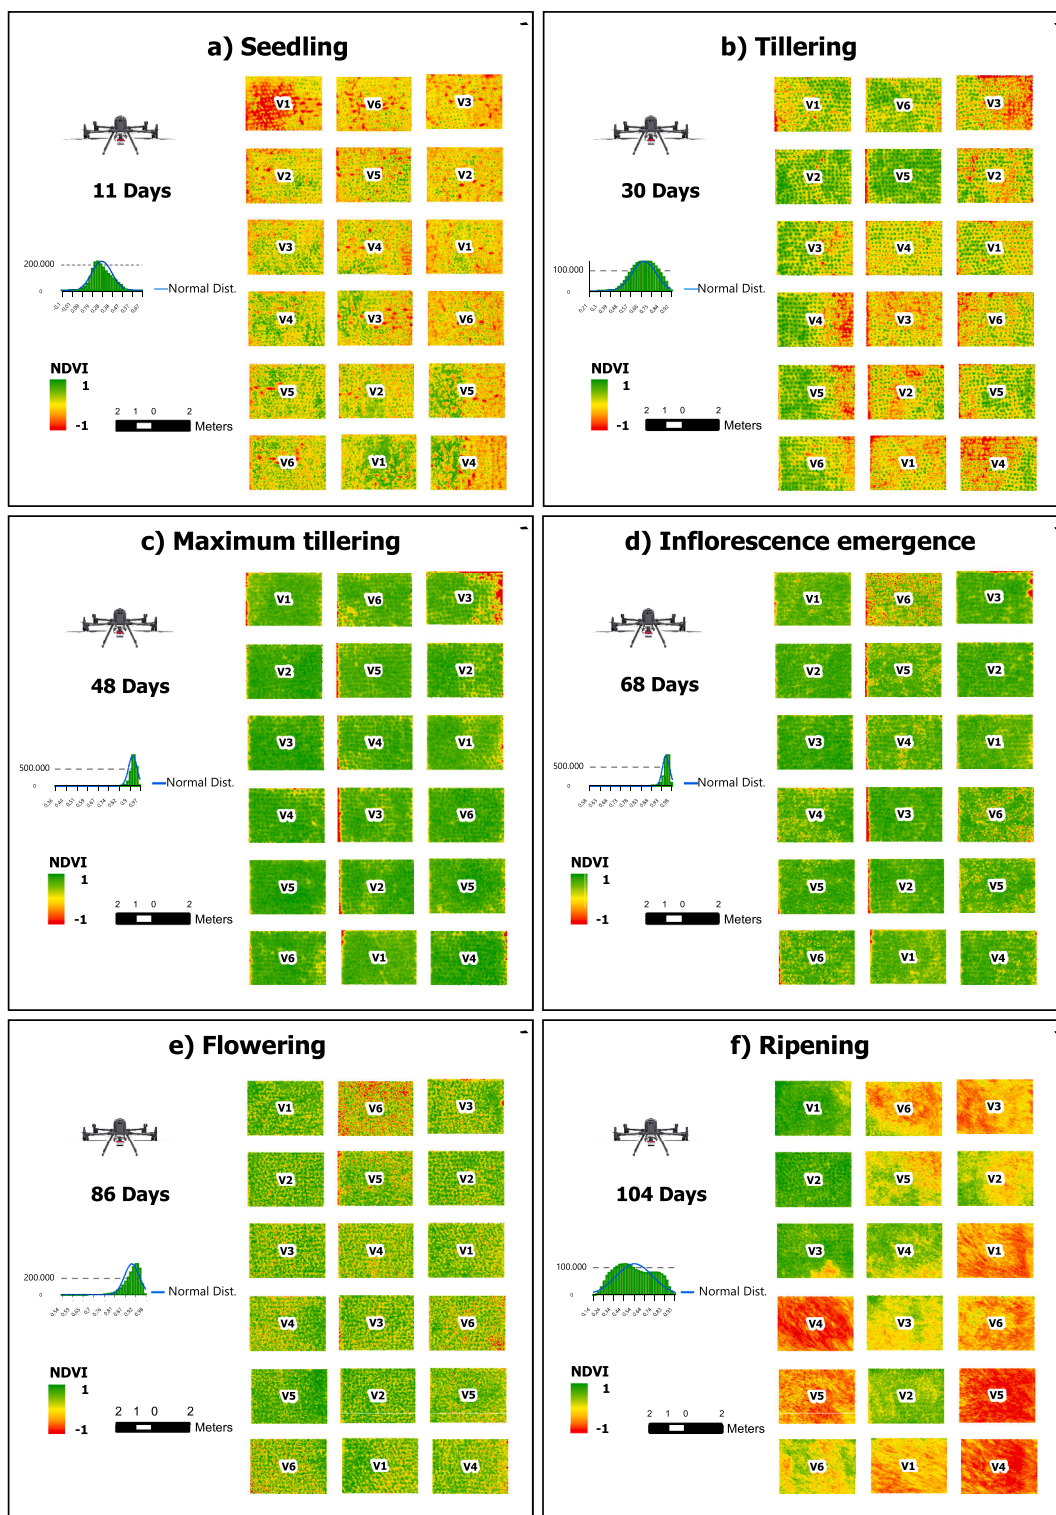 a) Seedling
V1 V6 V3
11 Days
V2 V5 V2
V3 V4 V1
200.000
0
Normal Dist.
V4 V3 V6
NDVI
1
-1
2 1 0 2
Meters
V5 V2 V5
V6 V1 V4
b) Tillering
V1 V6 V3
30 Days
V2 V5 V2
V3 V4 V1
100.000
0
Normal Dist.
V4 V3 V6
NDVI
1
-1
2 1 0 2
Meters
V5 V2 V5
V6 V1 V4
c) Maximum tillering
V1 V6 V3
48 Days
V2 V5 V2
V3 V4 V1
500.000
0
Normal Dist.
V4 V3 V6
NDVI
1
-1
2 1 0 2
Meters
V5 V2 V5
V6 V1 V4
d) Inflorescence emergence
V1 V6 V3
68 Days
V2 V5 V2
V3 V4 V1
500.000
0
Normal Dist.
V4 V3 V6
NDVI
1
-1
2 1 0 2
Meters
V5 V2 V5
V6 V1 V4
e) Flowering
V1 V6 V3
86 Days
V2 V5 V2
V3 V4 V1
200.000
0
Normal Dist.
V4 V3 V6
NDVI
1
-1
2 1 0 2
Meters
V5 V2 V5
V6 V1 V4
f) Ripening
V1 V6 V3
104 Days
V2 V5 V2
V3 V4 V1
100.000
0
Normal Dist.
V4 V3 V6
NDVI
1
-1
2 1 0 2
Meters
V5 V2 V5
V6 V1 V4